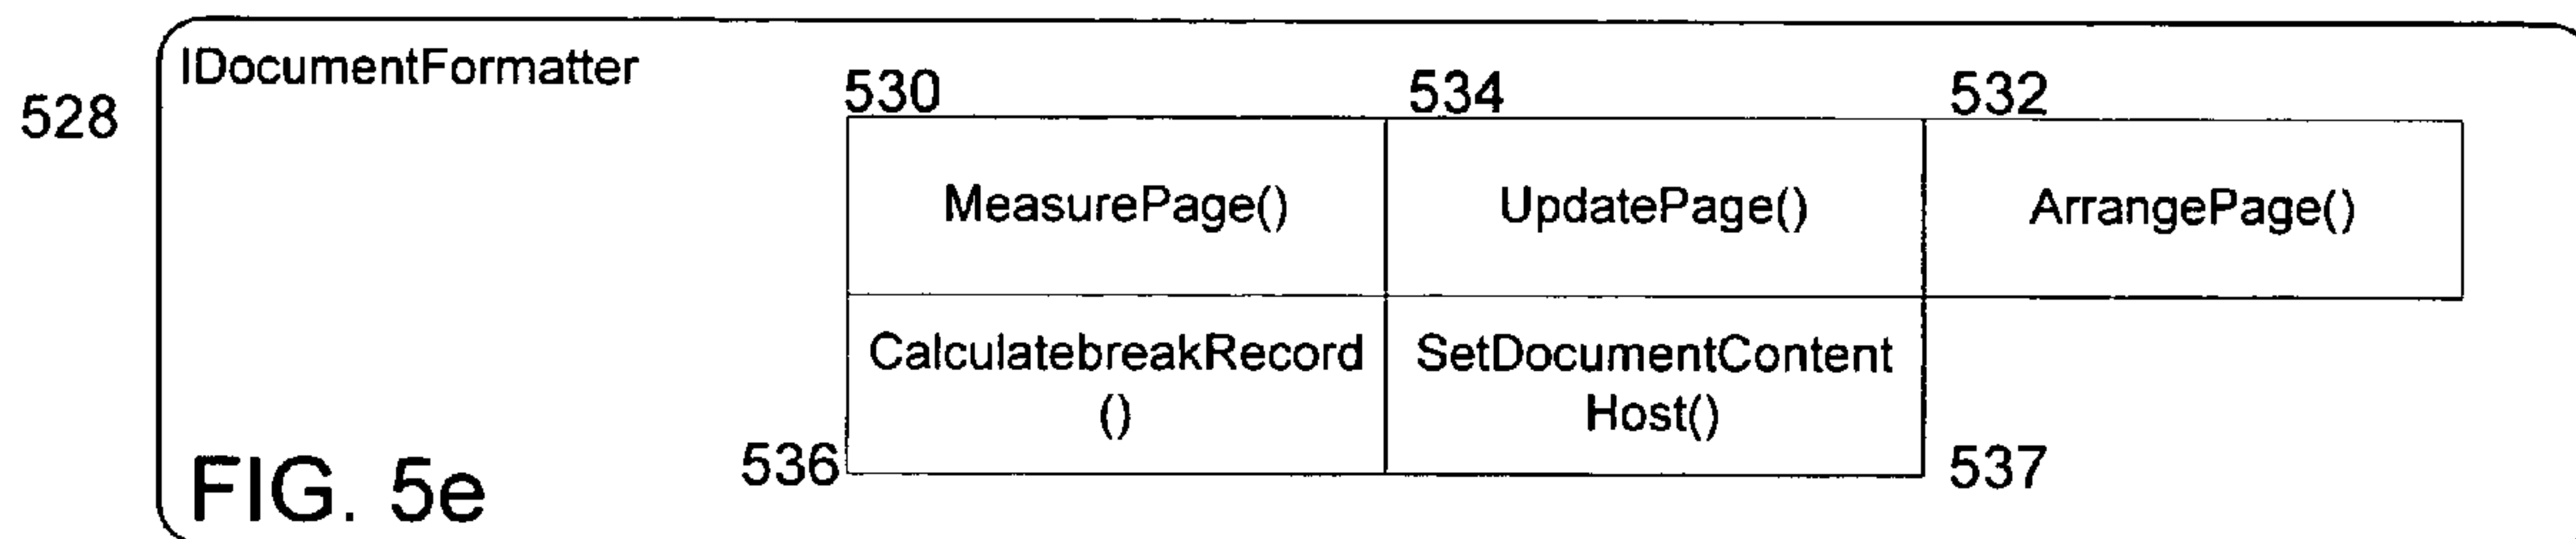 IDocumentFormatter
528
530 534 532
MeasurePage() UpdatePage() ArrangePage()
CalculatebreakRecord SetDocumentContent
() Host()
536 537
FIG. 5e